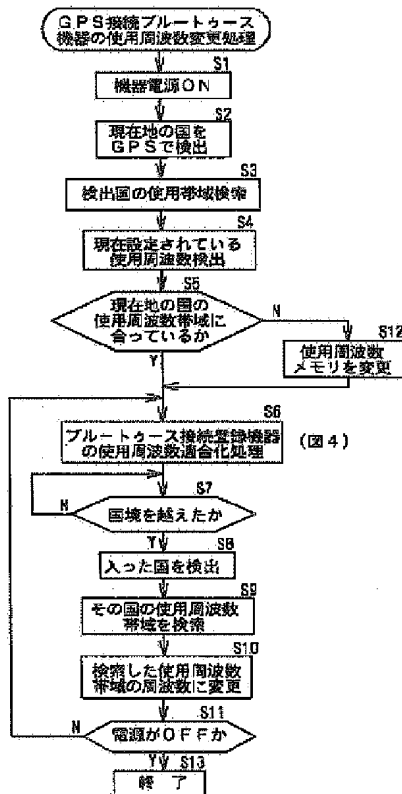 GPS接続ブルートゥース
機器の使用周波数変更処理
S1
機器電源ON
S2
現在地の国を
GPSで検出
S3
検出国の使用帯域検索
S4
現在設定されている
使用周波数検出
S5
現在地の国の
使用周波数帯域に
合っているか
N
Y
S12
使用周波数
メモリを変更
S6
ブルートゥース接続登録機器
の使用周波数適合化処理
(図4)
S7
国境を越えたか
N
Y
S8
入った国を検出
S9
その国の使用周波数
帯域を検索
S10
検索した使用周波数
帯域の周波数に変更
S11
電源がOFFか
N
Y
S13
終了